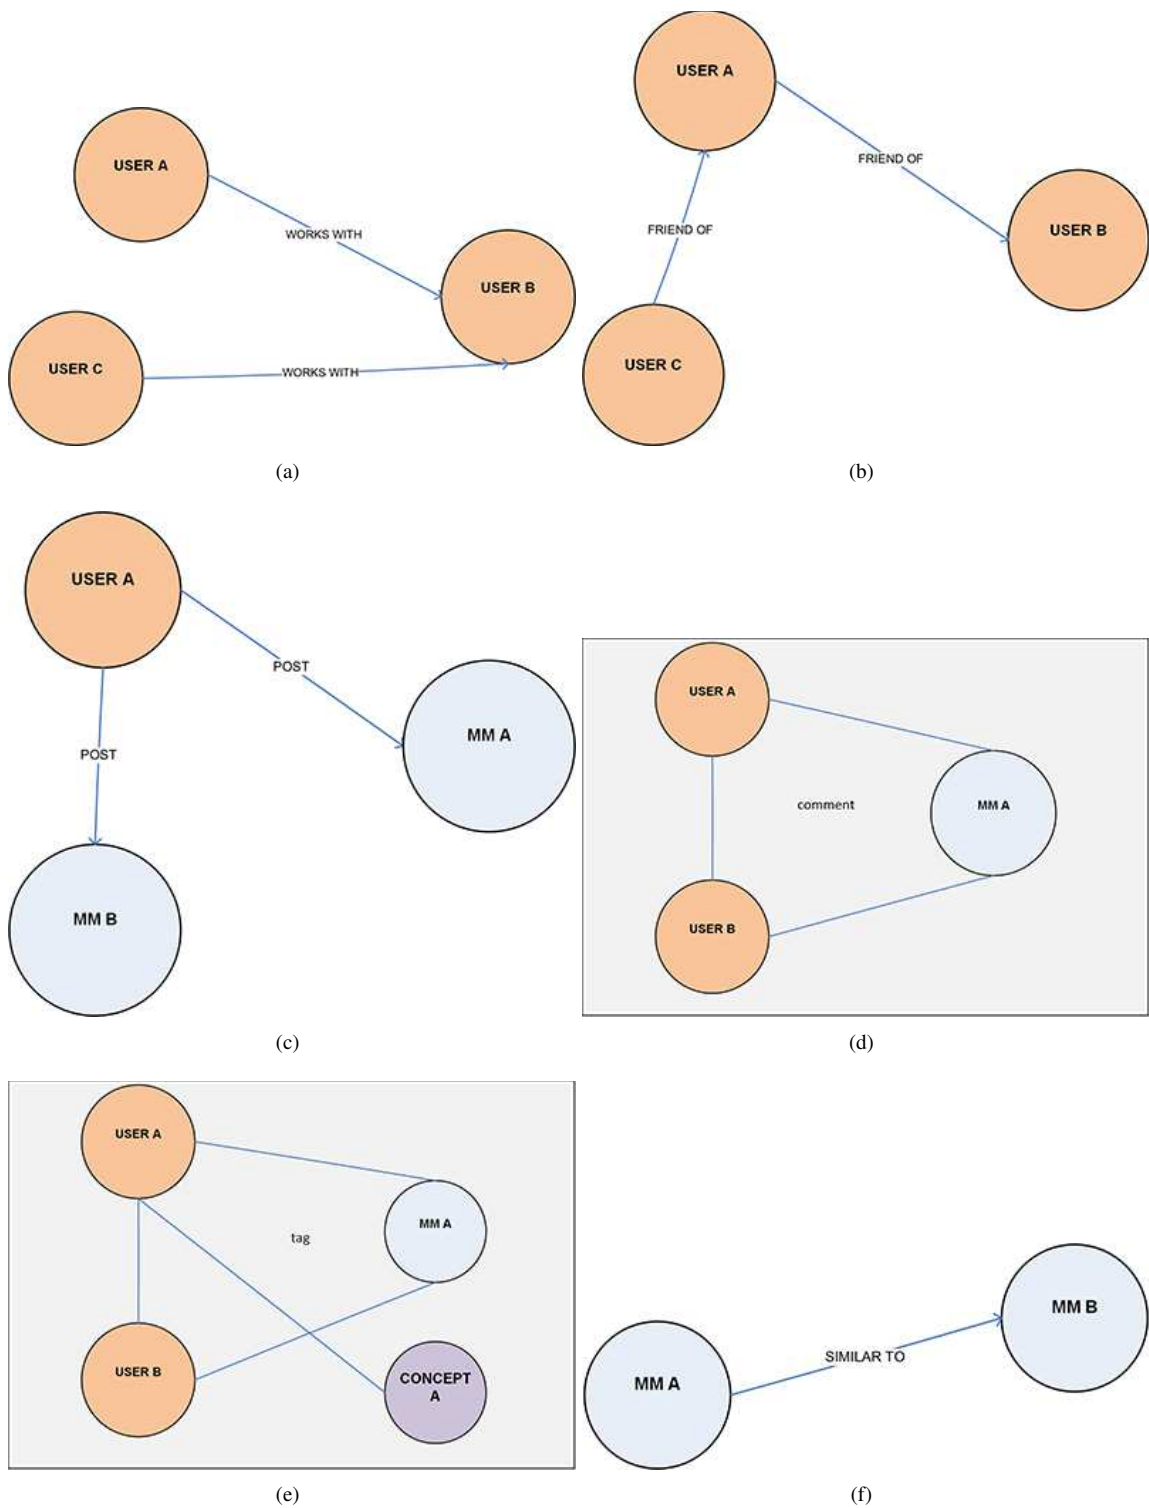 USER A
WORKS WITH
USER B
USER C
WORKS WITH
(a)
USER A
FRIEND OF
USER B
FRIEND OF
USER C
(b)
USER A
POST
MM A
POST
MM B
(c)
USER A
comment
MM A
USER B
(d)
USER A
MM A
tag
USER B
CONCEPT
A
(e)
MM B
SIMILAR TO
MM A
(f)